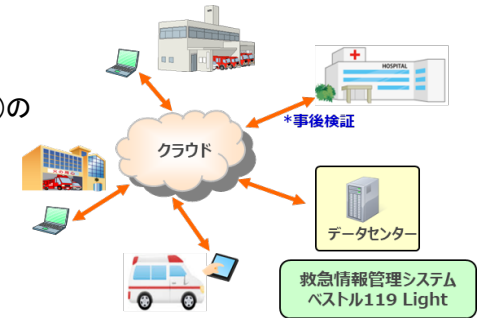 HOSPITAL
)の
*事後検証
クラウド
データセンター
救急情報管理システム
ベストル119 Light